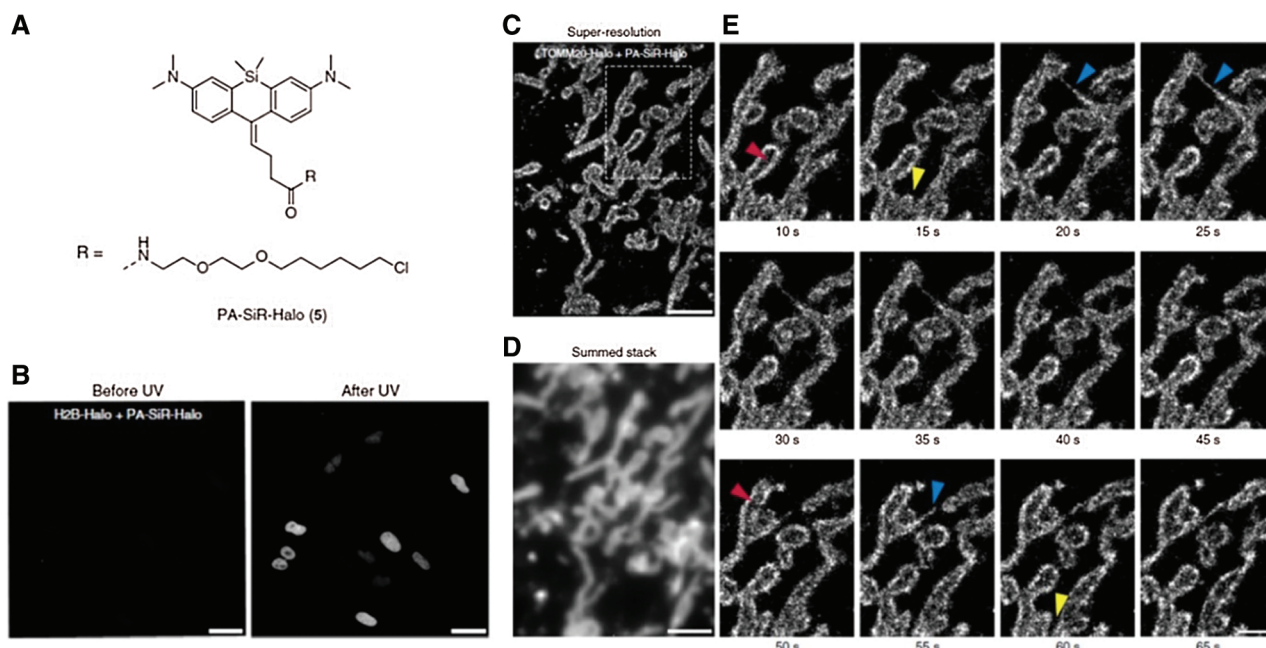 A
Si
N
N
R
O
R =
H
N
O
O
Cl
PA-SiR-Halo (5)
B
Before UV
After UV
H2B-Halo + PA-SiR-Halo
C
Super-resolution
TOMM20-Halo + PA-SiR-Halo
D
Summed stack
E
10 s
15 s
20 s
25 s
30 s
35 s
40 s
45 s
50 s
55 s
60 s
65 s